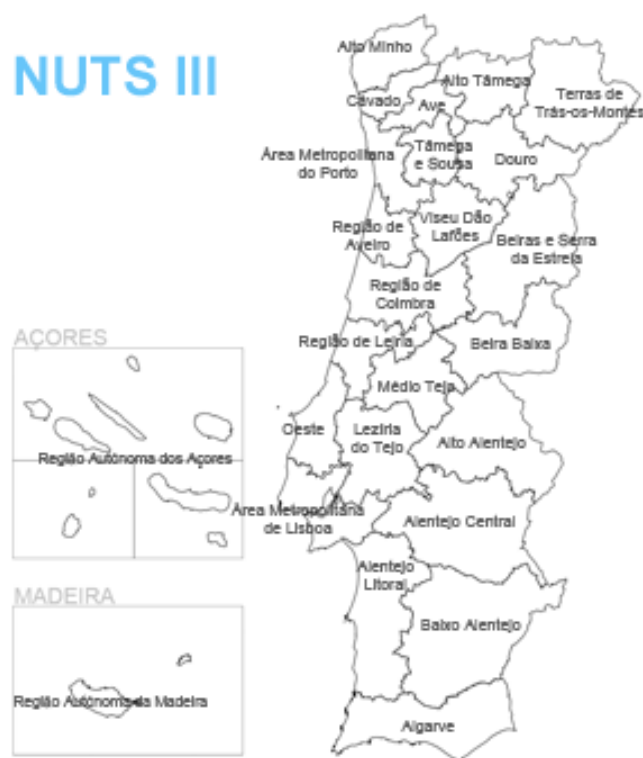 NUTS III
Alto Minho
Alto Tâmega
Terras de
Trás-os-Montes
Cávado
Ave
Área Metropolitana
do Porto
Tâmega
e Sousa
Douro
Região de
Aveiro
Viseu Dão
Lafões
Beiras e Serra
da Estrela
Região de
Coimbra
AÇORES
Região de Leiria
Beira Baixa
Médio Tejo
Oeste
Lezíria
do Tejo
Alto Alentejo
Região Autónoma dos Açores
Área Metropolitana
de Lisboa
Alentejo Central
Alentejo
Litoral
MADEIRA
Baixo Alentejo
Região Autónoma da Madeira
Algarve